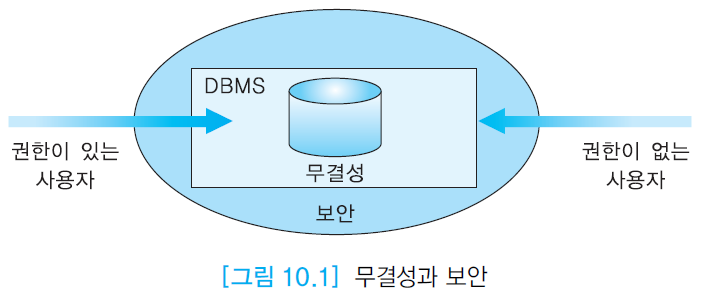 DBMS
권한이 있는
사용자
무결성
권한이 없는
사용자
보안
[그림 10.1] 무결성과 보안